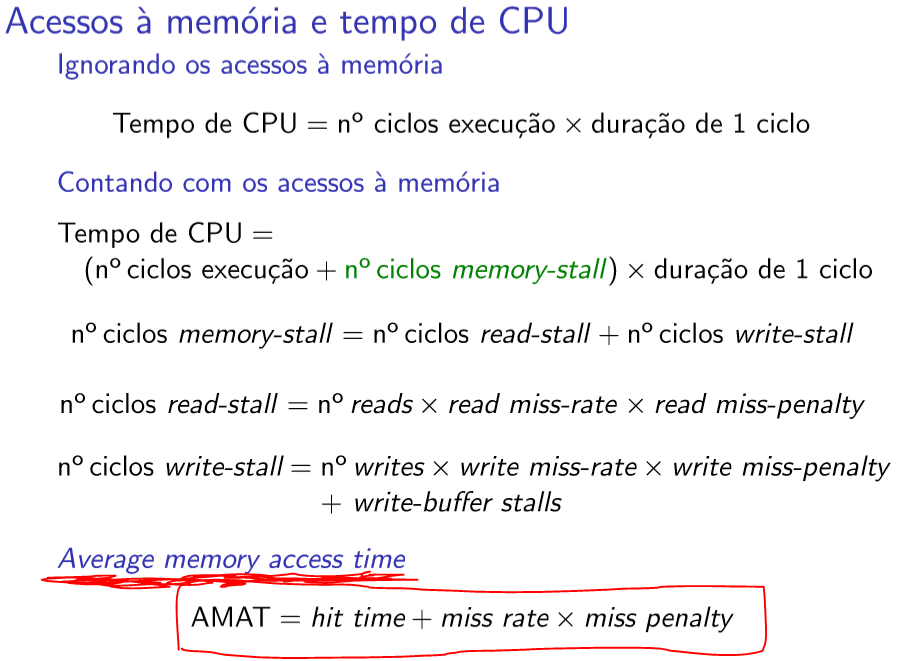 Acessos à memória e tempo de CPU
Ignorando os acessos à memória
Tempo de CPU = nº ciclos execução × duração de 1 ciclo
Contando com os acessos à memória
Tempo de CPU =
(nº ciclos execução + nº ciclos memory-stall) × duração de 1 ciclo
nº ciclos memory-stall = nº ciclos read-stall + nº ciclos write-stall
nº ciclos read-stall = nº reads × read miss-rate × read miss-penalty
nº ciclos write-stall = nº writes × write miss-rate × write miss-penalty
+ write-buffer stalls
Average memory access time
AMAT = hit time + miss rate × miss penalty